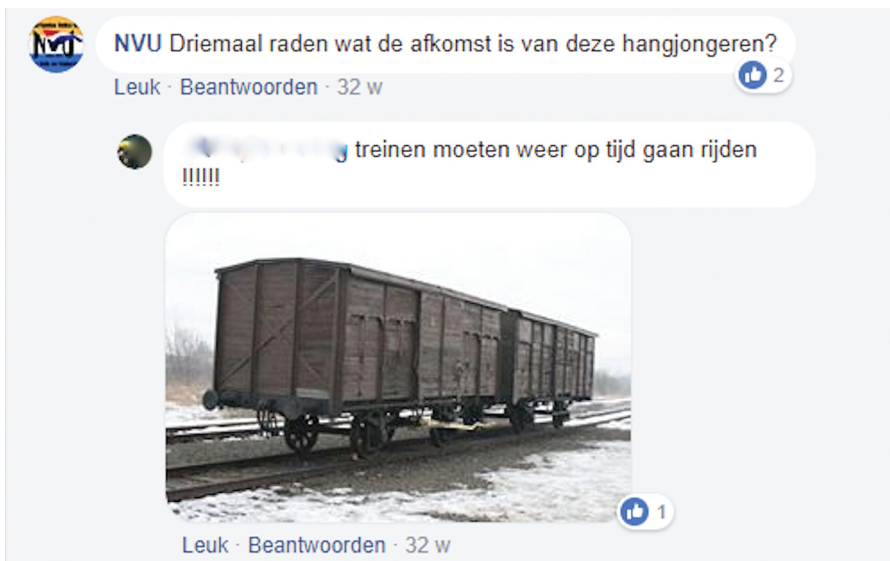 NVU
NVU Driemaal raden wat de afkomst is van deze hangjongeren?
2
Leuk · Beantwoorden · 32 w
treinen moeten weer op tijd gaan rijden
!!!!!!
1
Leuk · Beantwoorden · 32 w